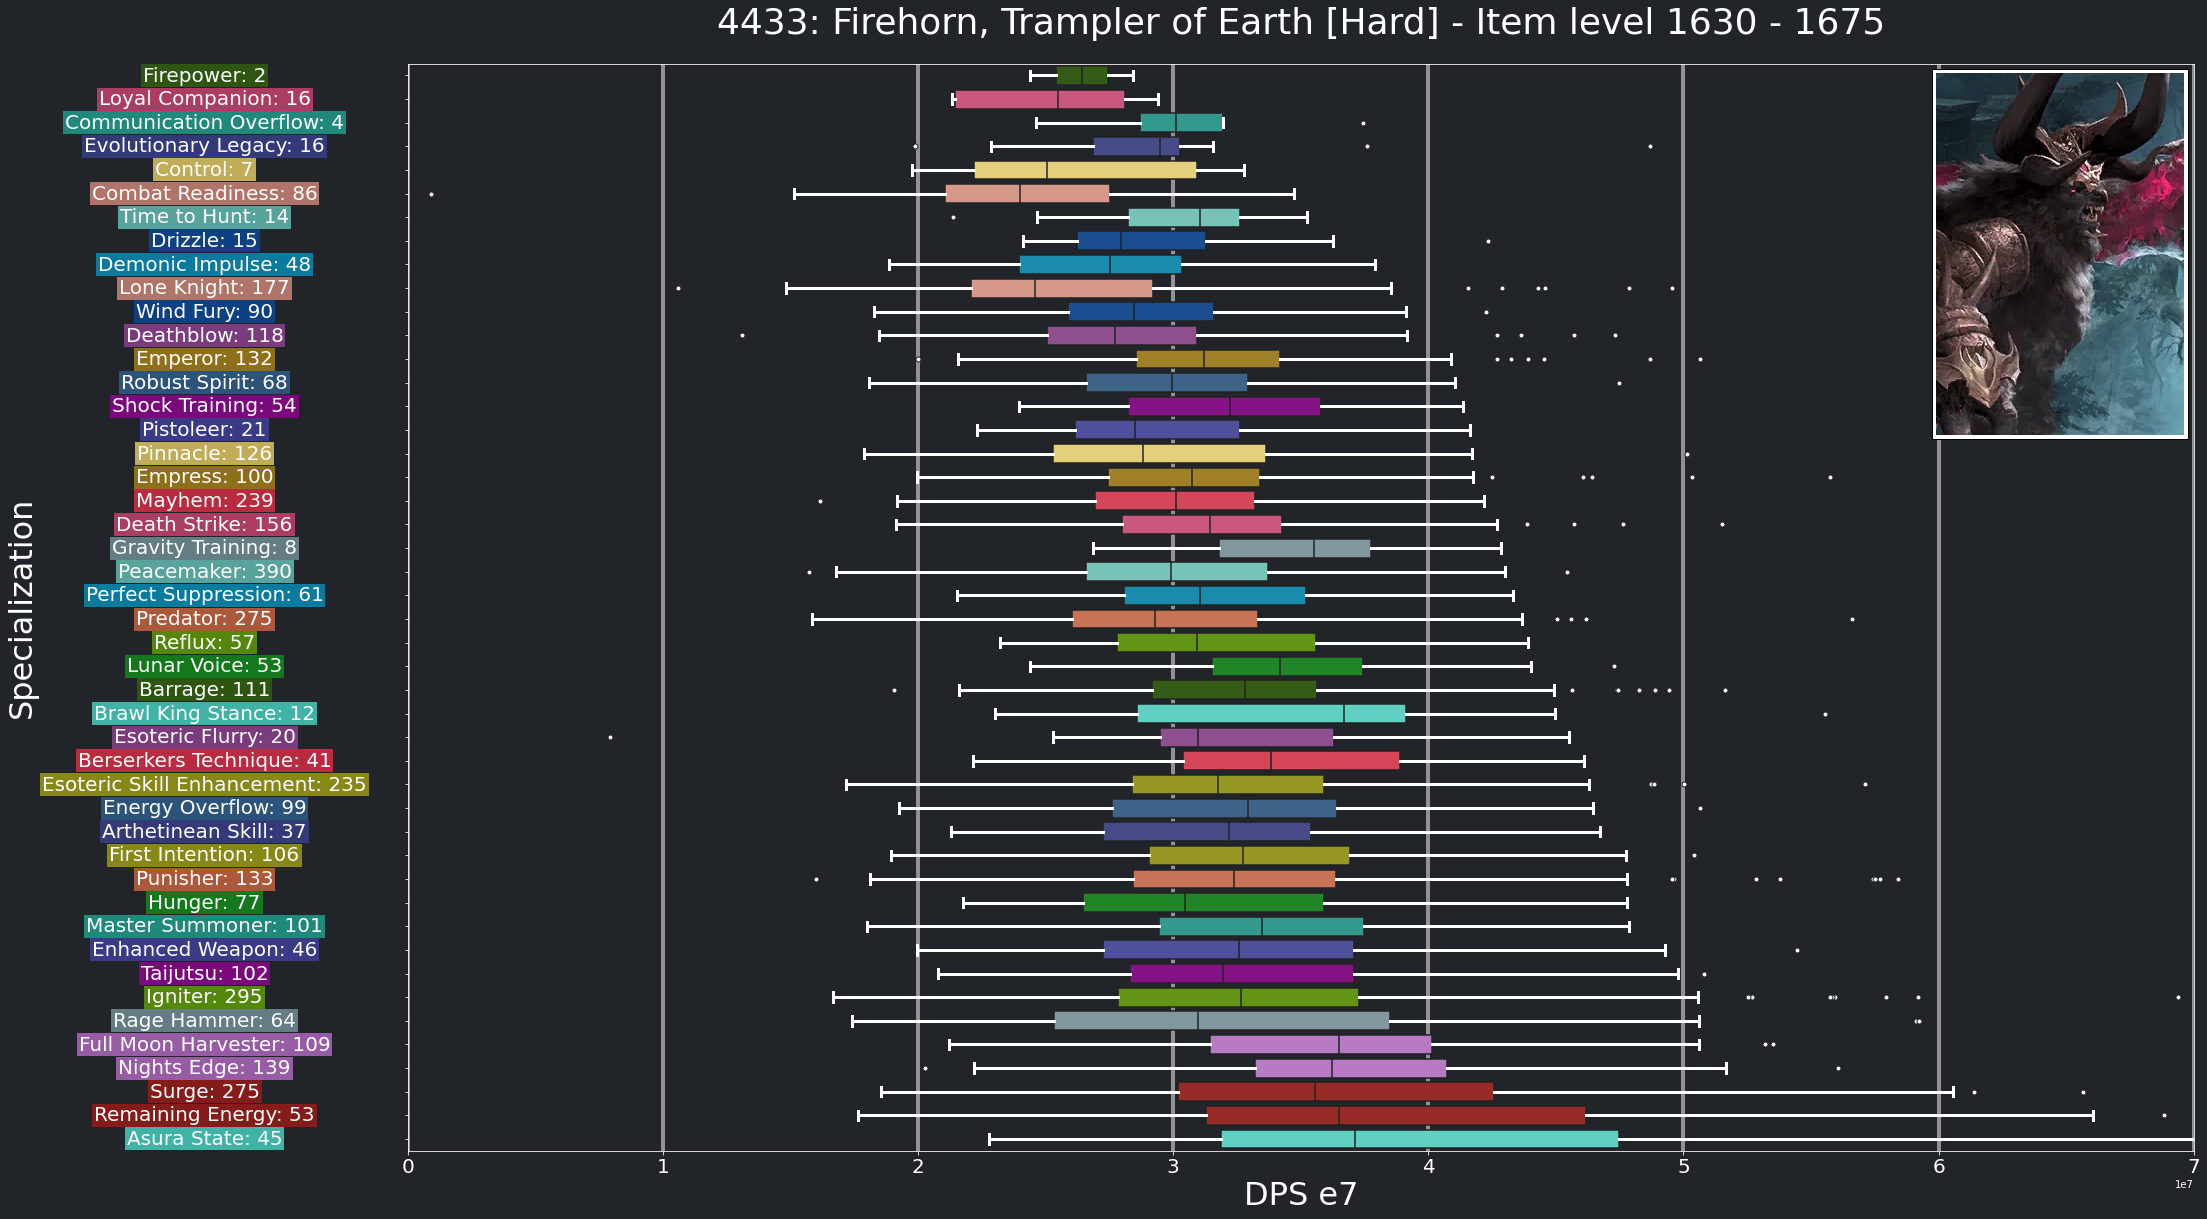 4433: Firehorn, Trampler of Earth [Hard] - Item level 1630 - 1675
Specialization
Firepower: 2
Loyal Companion: 16
Communication Overflow: 4
Evolutionary Legacy: 16
Control: 7
Combat Readiness: 86
Time to Hunt: 14
Drizzle: 15
Demonic Impulse: 48
Lone Knight: 177
Wind Fury: 90
Deathblow: 118
Emperor: 132
Robust Spirit: 68
Shock Training: 54
Pistoleer: 21
Pinnacle: 126
Empress: 100
Mayhem: 239
Death Strike: 156
Gravity Training: 8
Peacemaker: 390
Perfect Suppression: 61
Predator: 275
Reflux: 57
Lunar Voice: 53
Barrage: 111
Brawl King Stance: 12
Esoteric Flurry: 20
Berserkers Technique: 41
Esoteric Skill Enhancement: 235
Energy Overflow: 99
Arthetinean Skill: 37
First Intention: 106
Punisher: 133
Hunger: 77
Master Summoner: 101
Enhanced Weapon: 46
Taijutsu: 102
Igniter: 295
Rage Hammer: 64
Full Moon Harvester: 109
Nights Edge: 139
Surge: 275
Remaining Energy: 53
Asura State: 45
0 1 2 3 4 5 6 7
1e7
DPS e7